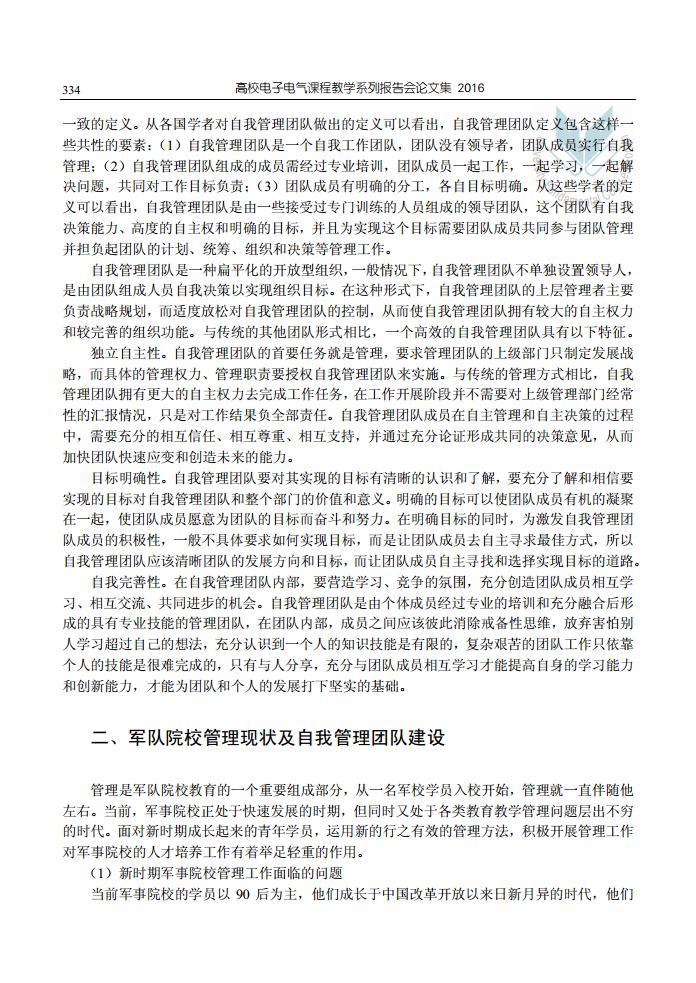 334
高校电子电气课程教学系列报告会论文集 2016
一致的定义。从各国学者对自我管理团队做出的定义可以看出，自我管理团队定义包含这样一
些共性的要素：（1）自我管理团队是一个自我工作团队，团队没有领导者，团队成员实行自我
管理；（2）自我管理团队组成的成员需经过专业培训，团队成员一起工作，一起学习，一起解
决问题，共同对工作目标负责；（3）团队成员有明确的分工，各自目标明确。从这些学者的定
义可以看出，自我管理团队是由一些接受过专门训练的人员组成的领导团队，这个团队有自我
决策能力、高度的自主权和明确的目标，并且为实现这个目标需要团队成员共同参与团队管理
并担负起团队的计划、统筹、组织和决策等管理工作。
自我管理团队是一种扁平化的开放型组织，一般情况下，自我管理团队不单独设置领导人，
是由团队组成人员自我决策以实现组织目标。在这种形式下，自我管理团队的上层管理者主要
负责战略规划，而适度放松对自我管理团队的控制，从而使自我管理团队拥有较大的自主权力
和较完善的组织功能。与传统的其他团队形式相比，一个高效的自我管理团队具有以下特征。
独立自主性。自我管理团队的首要任务就是管理，要求管理团队的上级部门只制定发展战
略，而具体的管理权力、管理职责要授权自我管理团队来实施。与传统的管理方式相比，自我
管理团队拥有更大的自主权力去完成工作任务，在工作开展阶段并不需要对上级管理部门经常
性的汇报情况，只是对工作结果负全部责任。自我管理团队成员在自主管理和自主决策的过程
中，需要充分的相互信任、相互尊重、相互支持，并通过充分论证形成共同的决策意见，从而
加快团队快速应变和创造未来的能力。
目标明确性。自我管理团队要对其实现的目标有清晰的认识和了解，要充分了解和相信要
实现的目标对自我管理团队和整个部门的价值和意义。明确的目标可以使团队成员有机的凝聚
在一起，使团队成员愿意为团队的目标而奋斗和努力。在明确目标的同时，为激发自我管理团
队成员的积极性，一般不具体要求如何实现目标，而是让团队成员去自主寻求最佳方式，所以
自我管理团队应该清晰团队的发展方向和目标，而让团队成员自主寻找和选择实现目标的道路。
自我完善性。在自我管理团队内部，要营造学习、竞争的氛围，充分创造团队成员相互学
习、相互交流、共同进步的机会。自我管理团队是由个体成员经过专业的培训和充分融合后形
成的具有专业技能的管理团队，在团队内部，成员之间应该彼此消除戒备性思维，放弃害怕别
人学习超过自己的想法，充分认识到一个人的知识技能是有限的，复杂艰苦的团队工作只依靠
个人的技能是很难完成的，只有与人分享，充分与团队成员相互学习才能提高自身的学习能力
和创新能力，才能为团队和个人的发展打下坚实的基础。
二、军队院校管理现状及自我管理团队建设
管理是军队院校教育的一个重要组成部分，从一名军校学员入校开始，管理就一直伴随他
左右。当前，军事院校正处于快速发展的时期，但同时又处于各类教育教学管理问题层出不穷
的时代。面对新时期成长起来的青年学员，运用新的行之有效的管理方法，积极开展管理工作
对军事院校的人才培养工作有着举足轻重的作用。
（1）新时期军事院校管理工作面临的问题
当前军事院校的学员以 90 后为主，他们成长于中国改革开放以来日新月异的时代，他们